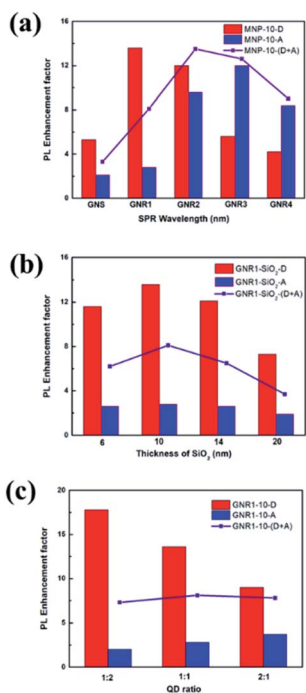 (a)
MNP-10-D
MNP-10-A
MNP-10-(D+A)
PL Enhancement factor
16
12
8
4
0
GNS GNR1 GNR2 GNR3 GNR4
SPR Wavelength (nm)
(b)
GNR1-SiO₂-D
GNR1-SiO₂-A
GNR1-SiO₂-(D+A)
PL Enhancement factor
16
12
8
4
0
6 10 14 20
Thickness of SiO₂ (nm)
(c)
GNR1-10-D
GNR1-10-A
GNR1-10-(D+A)
PL Enhancement factor
20
15
10
5
0
1:2 1:1 2:1
QD ratio